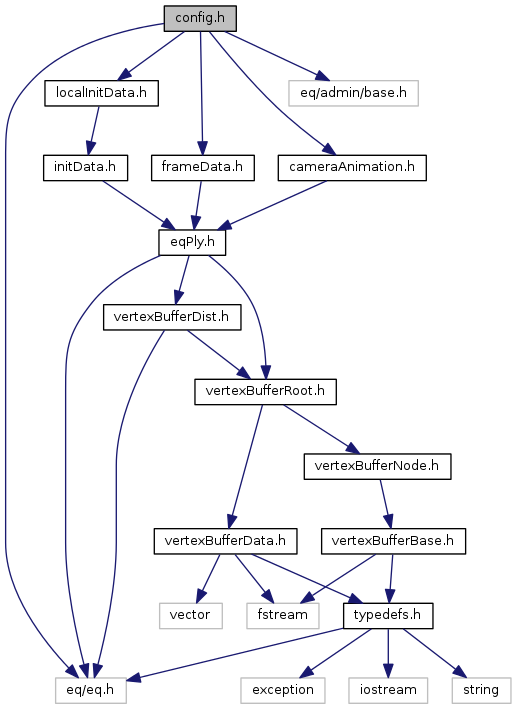 config.h
localInitData.h
eq/admin/base.h
initData.h
frameData.h
cameraAnimation.h
eqPly.h
vertexBufferDist.h
vertexBufferRoot.h
vertexBufferNode.h
vertexBufferData.h
vertexBufferBase.h
vector
fstream
typedefs.h
eq/eq.h
exception
iostream
string